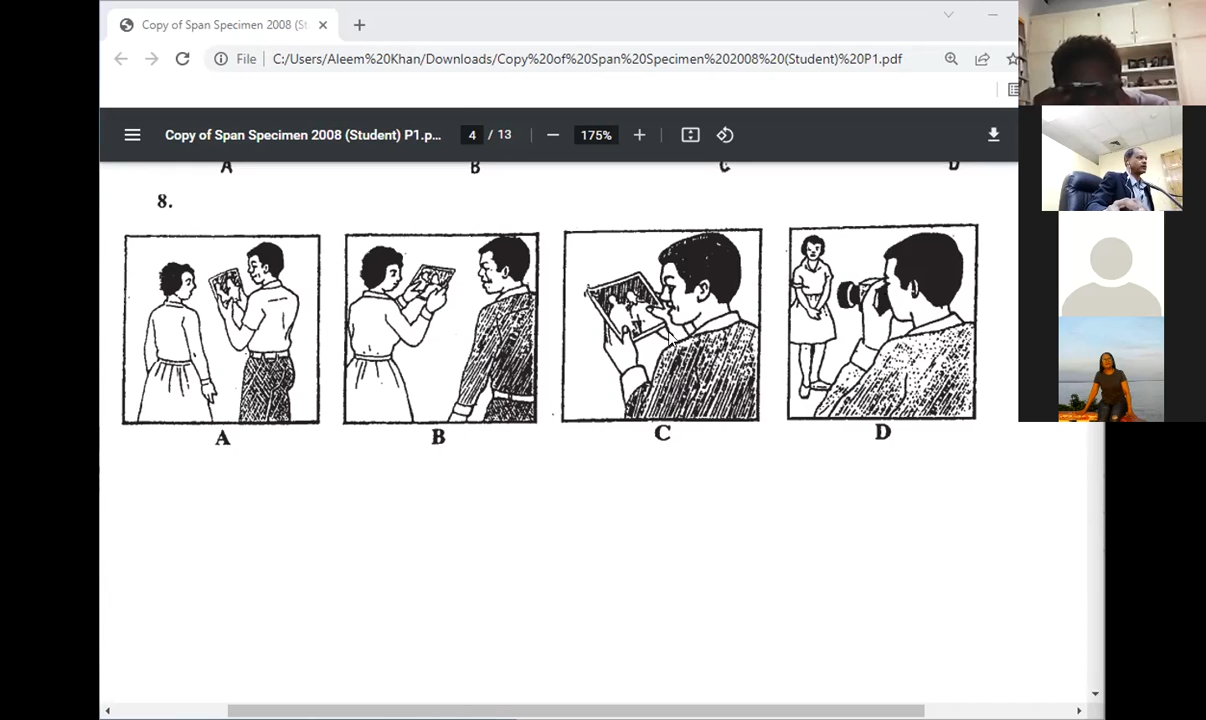 Copy of Span Specimen 2008 (St
File
C:/Users/Aleem%20Khan/Downloads/Copy%20of%20Span%20Specimen%202008%20(Student)%20P1.pdf
Copy of Span Specimen 2008 (Student) P1.p...
4 / 13
175%
A B C D
8.
A B C D